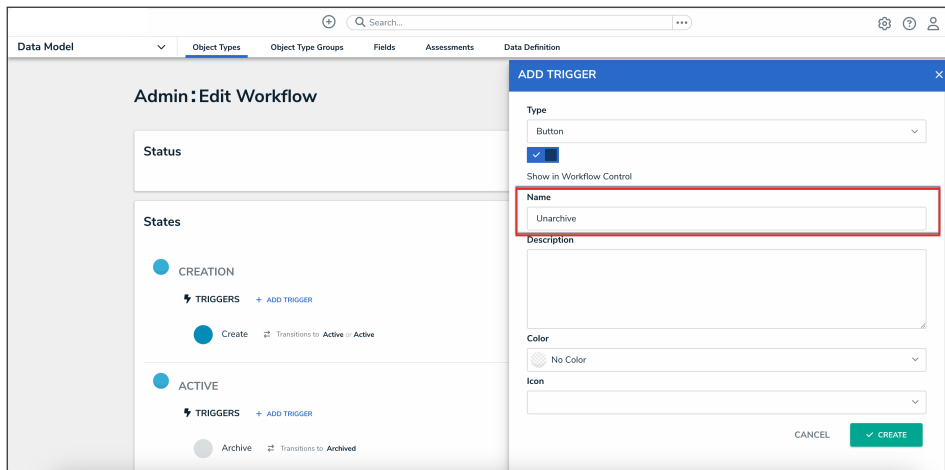 Search...
Data Model
Object Types
Object Type Groups
Fields
Assessments
Data Definition
Admin:Edit Workflow
Status
States
CREATION
TRIGGERS + ADD TRIGGER
Create Transitions to Active or Active
ACTIVE
TRIGGERS + ADD TRIGGER
Archive Transitions to Archived
ADD TRIGGER
Type
Button
Show in Workflow Control
Name
Unarchive
Description
Color
No Color
Icon
CANCEL
CREATE